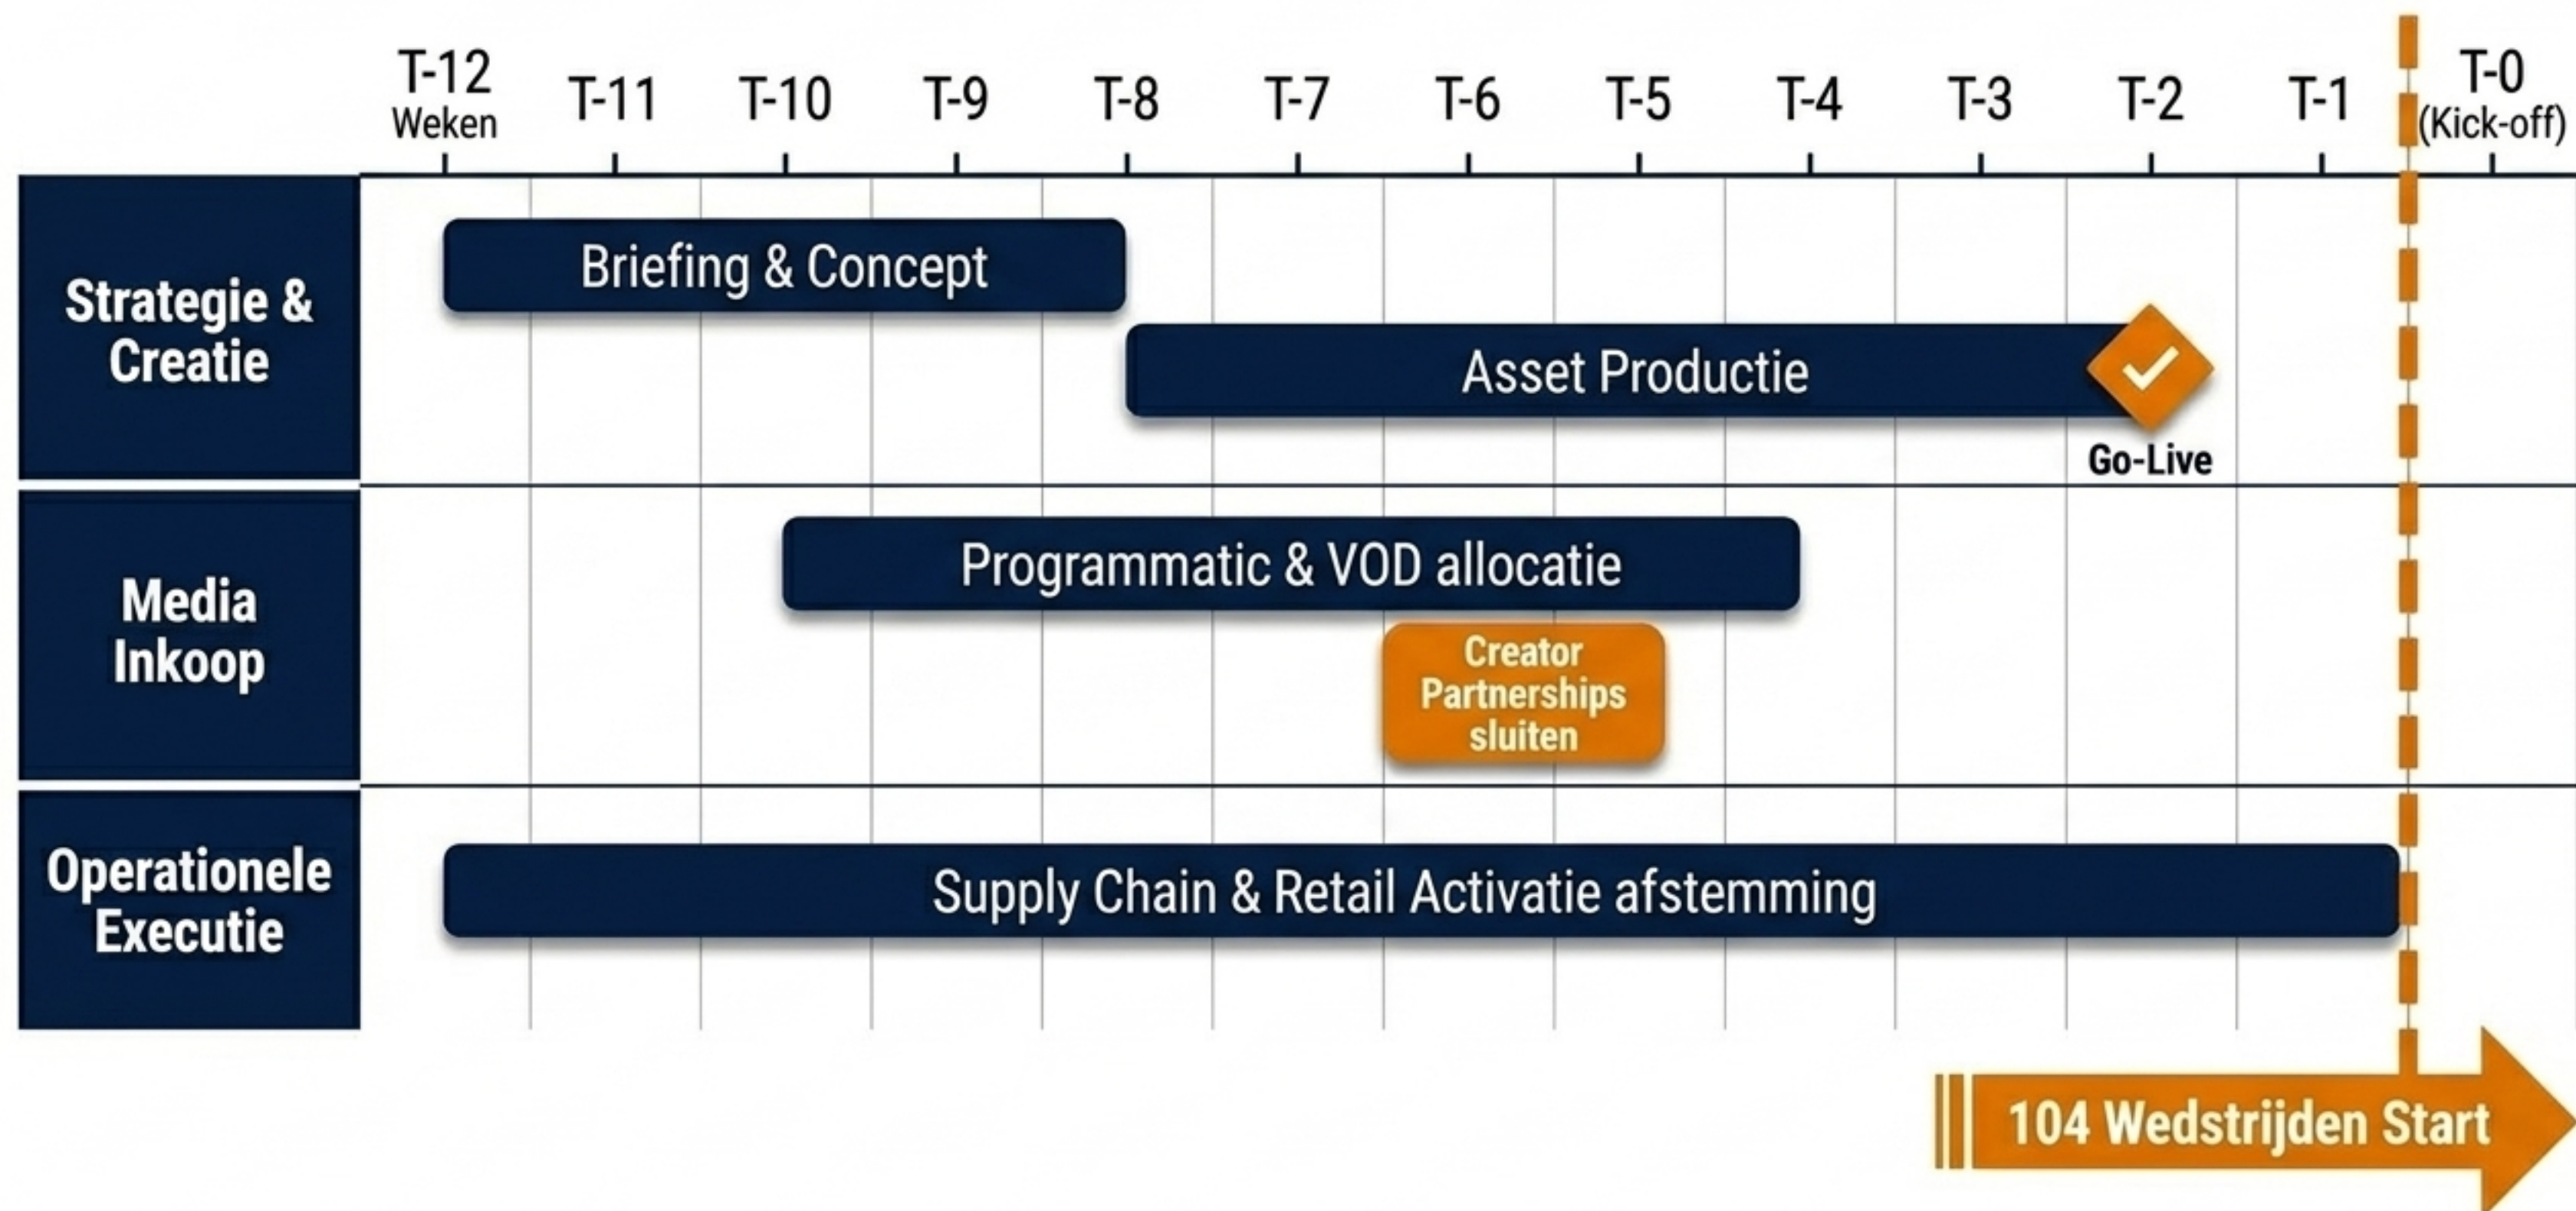 T-12
Weken
T-11
T-10
T-9
T-8
T-7
T-6
T-5
T-4
T-3
T-2
T-1
T-0
(Kick-off)
Strategie &
Creatie
Briefing & Concept
Asset Productie
Go-Live
Media
Inkoop
Programmatic & VOD allocatie
Creator
Partnerships
sluiten
Operationele
Executie
Supply Chain & Retail Activatie afstemming
104 Wedstrijden Start